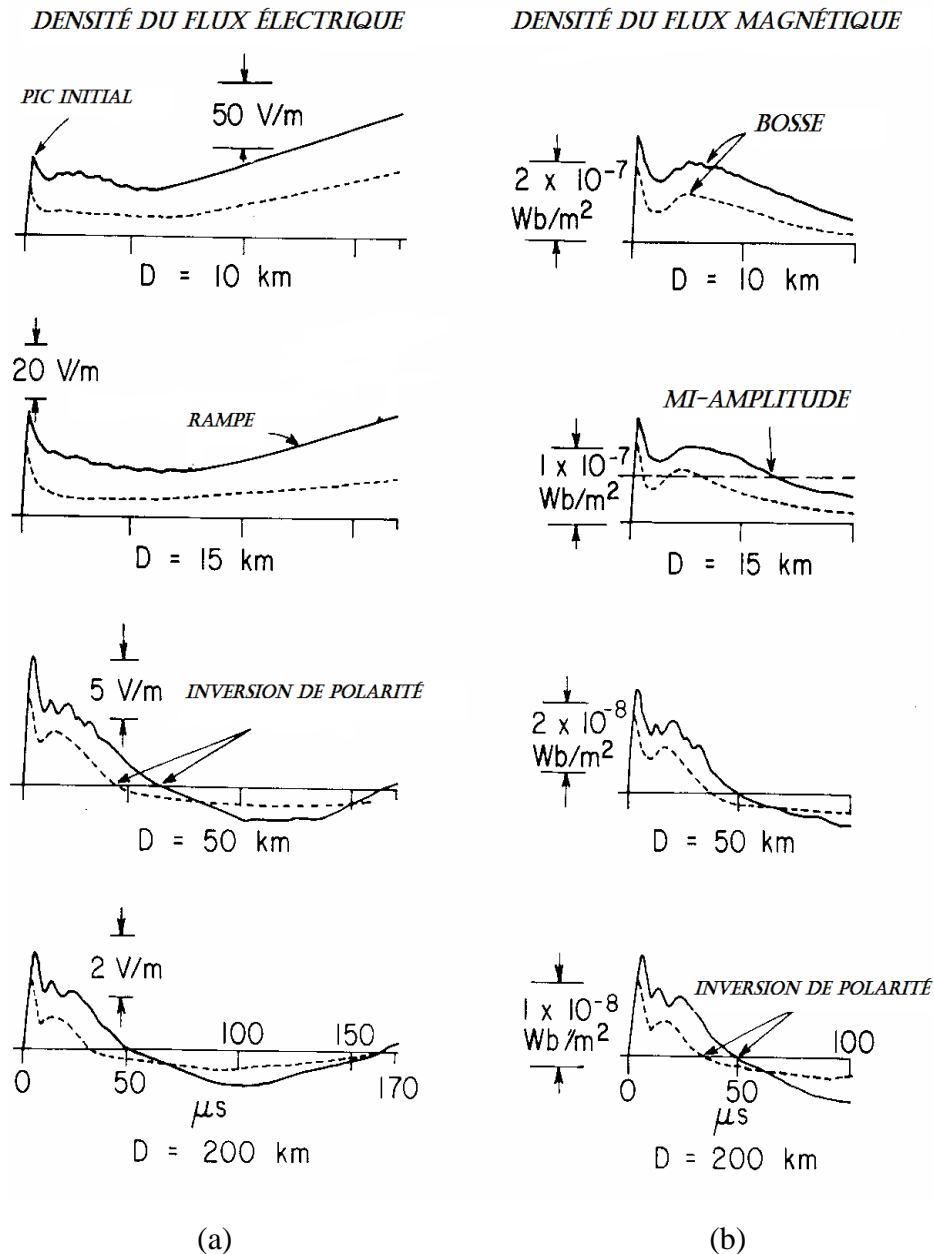 DENSITÉ DU FLUX ÉLECTRIQUE
DENSITÉ DU FLUX MAGNÉTIQUE
PIC INITIAL
50 V/m
D = 10 km
BOSSE
2 x 10-7
Wb/m2
D = 10 km
20 V/m
RAMPE
D = 15 km
MI-AMPLITUDE
1 x 10-7
Wb/m2
D = 15 km
5 V/m
INVERSION DE POLARITÉ
50
D = 50 km
2 x 10-8
Wb/m2
50
D = 50 km
2 V/m
100
150
0
50
170
μs
D = 200 km
1 x 10-8
Wb/m2
INVERSION DE POLARITÉ
100
0
50
μs
D = 200 km
(a)
(b)